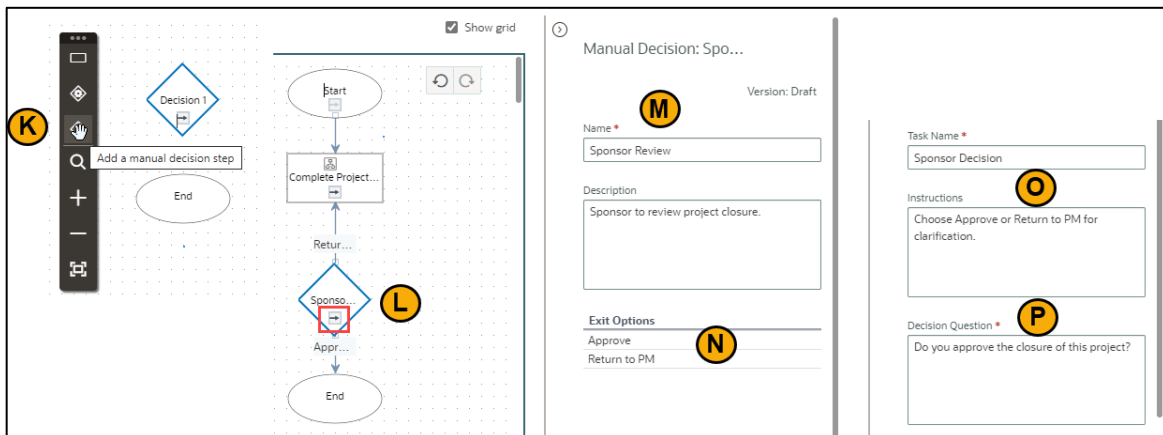 K
Decision 1
Add a manual decision step
End
Show grid
Start
Complete Project...
Retur...
Sponso...
L
Appr...
End
Manual Decision: Spo...
Version: Draft
M
Name *
Sponsor Review
Description
Sponsor to review project closure.
Exit Options
Approve
N
Return to PM
Task Name *
Sponsor Decision
O
Instructions
Choose Approve or Return to PM for
clarification.
P
Decision Question *
Do you approve the closure of this project?